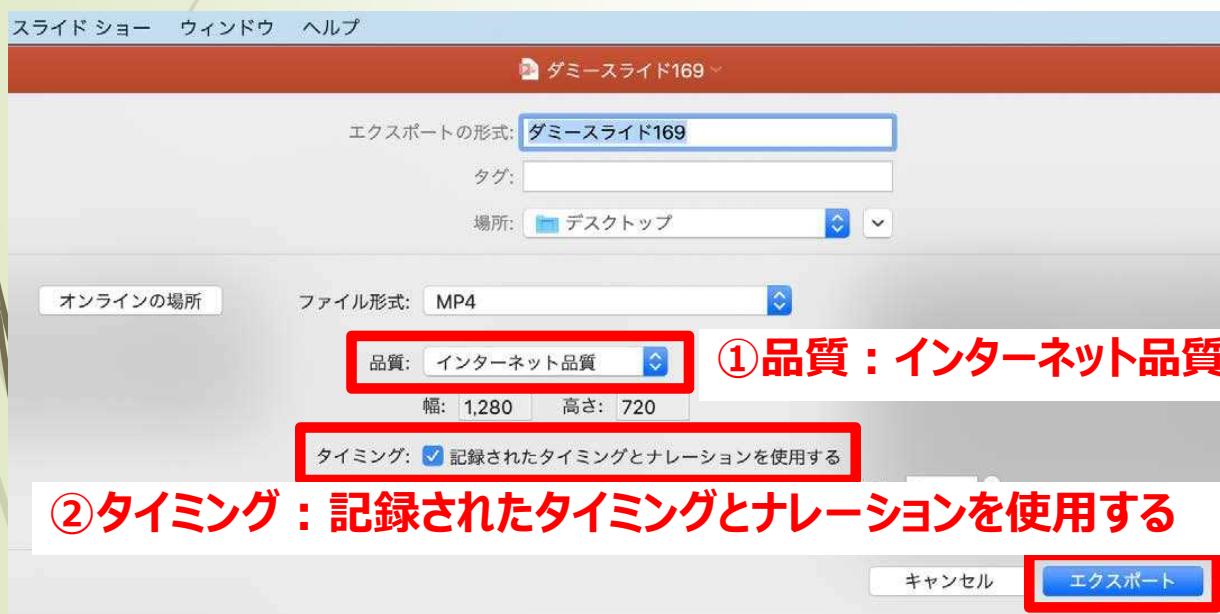 スライド ショー ウィンドウ ヘルプ
ダミースライド169
エクスポートの形式: ダミースライド169
タグ:
場所: デスクトップ
オンラインの場所 ファイル形式: MP4
品質: インターネット品質
①品質：インターネット品質
幅: 1,280 高さ: 720
タイミング: 記録されたタイミングとナレーションを使用する
②タイミング：記録されたタイミングとナレーションを使用する
キャンセル エクスポート